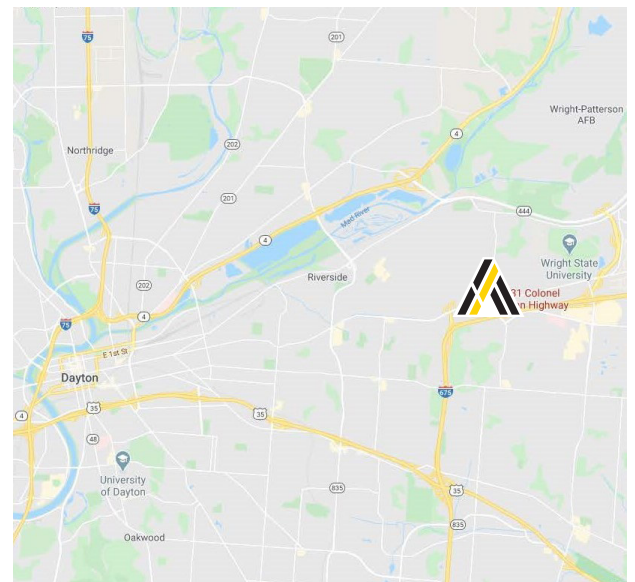 75
201
Wright-Patterson
AFB
4
Northridge
202
75
201
444
Mad River
4
Wright State
University
Riverside
202
31 Colonel
Highway
4
75
E 1st St
Dayton
675
35
4
35
48
University
of Dayton
835
35
835
Oakwood